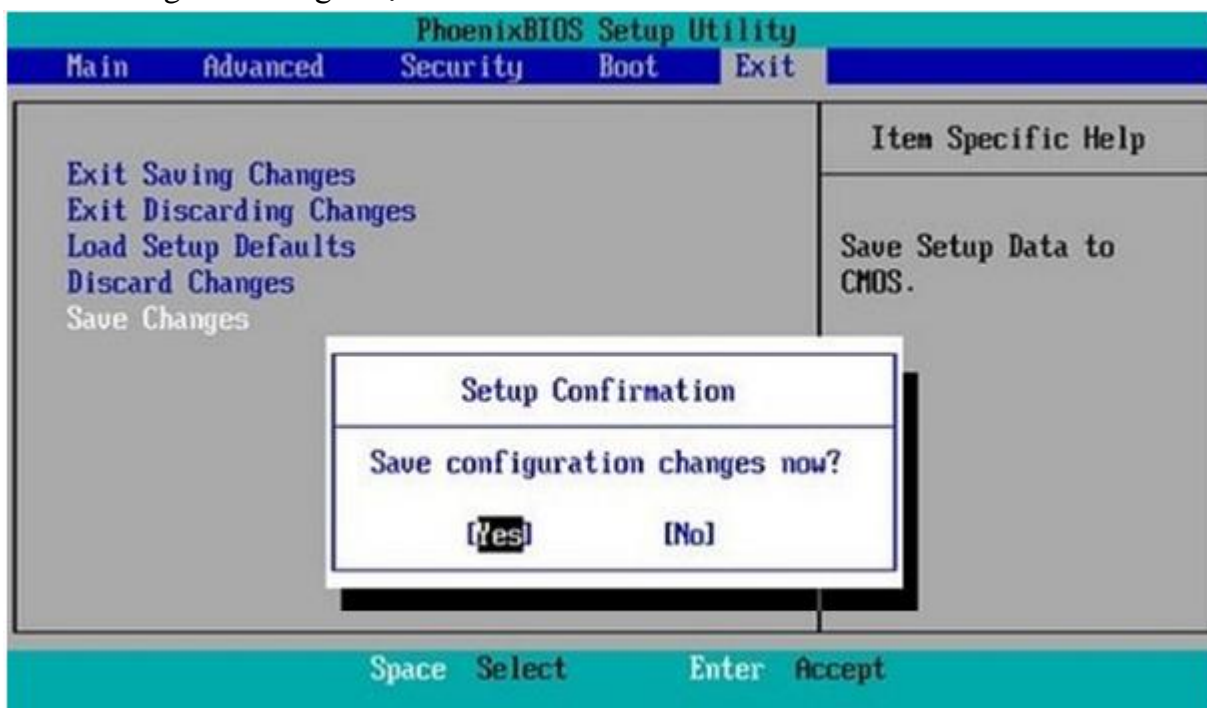 PhoenixBIOS Setup Utility
Main Advanced Security Boot Exit
Item Specific Help
Exit Saving Changes
Exit Discarding Changes
Load Setup Defaults
Discard Changes
Save Changes
Save Setup Data to
CMOS.
Setup Confirmation
Save configuration changes now?
[Yes] [No]
Space Select Enter Accept